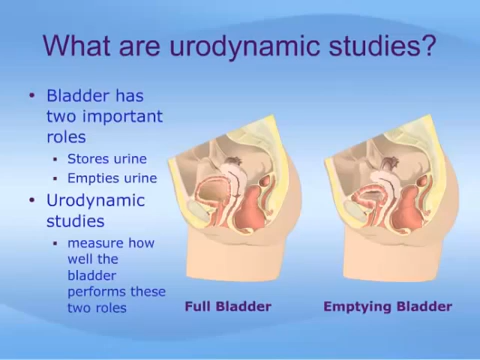 What are urodynamic studies?
• Bladder has
two important
roles
▪ Stores urine
▪ Empties urine
• Urodynamic
studies
▪ measure how
well the
bladder
performs these
two roles
Full Bladder
Emptying Bladder